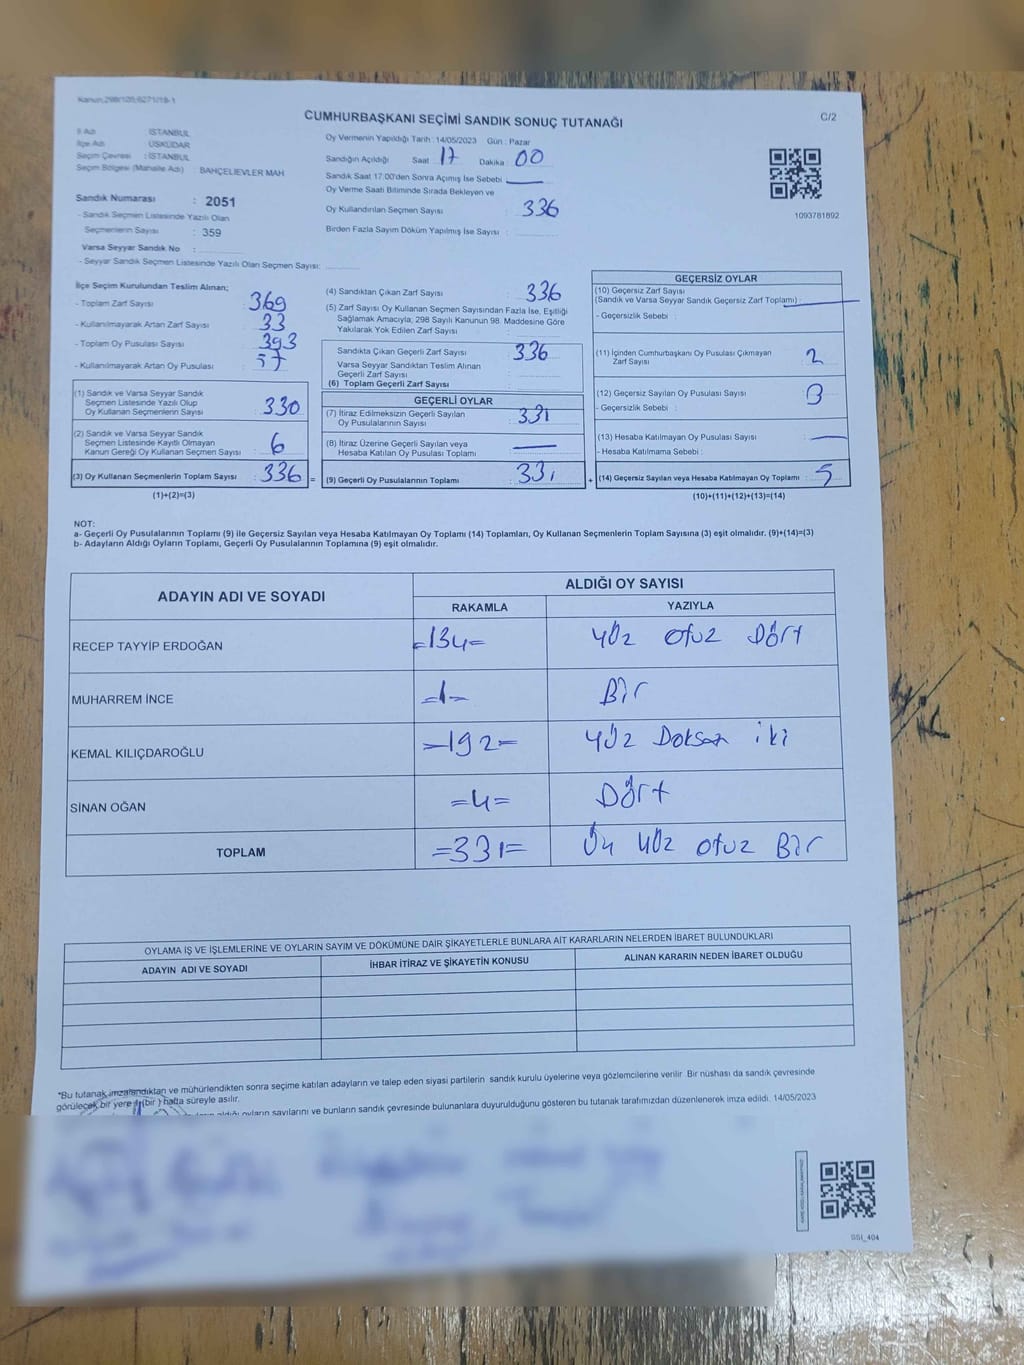 Kanun:298/105;6271/19-1
CUMHURBAŞKANI SEÇİMİ SANDIK SONUÇ TUTANAĞI
C/2
İl Adı : İSTANBUL
İlçe Adı : ÜSKÜDAR
Seçim Çevresi : İSTANBUL
Seçim Bölgesi (Mahalle Adı) : BAHÇELİEVLER MAH
Sandık Numarası : 2051
- Sandık Seçmen Listesinde Yazılı Olan
Seçmenlerin Sayısı : 359
Varsa Seyyar Sandık No :
- Seyyar Sandık Seçmen Listesinde Yazılı Olan Seçmen Sayısı:
Oy Vermenin Yapıldığı Tarih : 14/05/2023 Gün : Pazar
Sandığın Açıldığı Saat : 17 Dakika : 00
Sandık Saat 17.00'den Sonra Açımış İse Sebebi :
Oy Verme Saati Bitiminde Sırada Bekleyen ve
Oy Kullandırılan Seçmen Sayısı : 336
Birden Fazla Sayım Döküm Yapılmış İse Sayısı :
1093781892
İlçe Seçim Kurulundan Teslim Alınan;
- Toplam Zarf Sayısı : 369
- Kullanılmayarak Artan Zarf Sayısı : 33
- Toplam Oy Pusulası Sayısı : 393
- Kullanılmayarak Artan Oy Pusulası : 57
(1) Sandık ve Varsa Seyyar Sandık
Seçmen Listesinde Yazılı Olup
Oy Kullanan Seçmenlerin Sayısı : 330
(2) Sandık ve Varsa Seyyar Sandık
Seçmen Listesinde Kayıtlı Olmayan
Kanun Gereği Oy Kullanan Seçmen Sayısı : 6
(3) Oy Kullanan Seçmenlerin Toplam Sayısı : 336 =
(1)+(2)=(3)
(4) Sandıktan Çıkan Zarf Sayısı : 336
(5) Zarf Sayısı Oy Kullanan Seçmen Sayısından Fazla İse, Eşitliği
Sağlamak Amacıyla, 298 Sayılı Kanunun 98. Maddesine Göre
Yakılarak Yok Edilen Zarf Sayısı :
Sandıkta Çıkan Geçerli Zarf Sayısı : 336
Varsa Seyyar Sandıktan Teslim Alınan
Geçerli Zarf Sayısı :
(6) Toplam Geçerli Zarf Sayısı :
GEÇERLİ OYLAR
(7) İtiraz Edilmeksizin Geçerli Sayılan
Oy Pusulalarının Sayısı : 331
(8) İtiraz Üzerine Geçerli Sayılan veya
Hesaba Katılan Oy Pusulası Toplamı :
(9) Geçerli Oy Pusulalarının Toplamı : 331 +
GEÇERSİZ OYLAR
(10) Geçersiz Zarf Sayısı
(Sandık ve Varsa Seyyar Sandık Geçersiz Zarf Toplamı) :
- Geçersizlik Sebebi :
(11) İçinden Cumhurbaşkanı Oy Pusulası Çıkmayan
Zarf Sayısı : 2
(12) Geçersiz Sayılan Oy Pusulası Sayısı : 3
- Geçersizlik Sebebi :
(13) Hesaba Katılmayan Oy Pusulası Sayısı :
- Hesaba Katılmama Sebebi :
(14) Geçersiz Sayılan veya Hesaba Katılmayan Oy Toplamı : 5
(10)+(11)+(12)+(13)=(14)
NOT:
a- Geçerli Oy Pusulalarının Toplamı (9) ile Geçersiz Sayılan veya Hesaba Katılmayan Oy Toplamı (14) Toplamları, Oy Kullanan Seçmenlerin Toplam Sayısına (3) eşit olmalıdır. (9)+(14)=(3)
b- Adayların Aldığı Oyların Toplamı, Geçerli Oy Pusulalarının Toplamına (9) eşit olmalıdır.
ADAYIN ADI VE SOYADI
ALDIĞI OY SAYISI
RAKAMLA YAZIYLA
RECEP TAYYİP ERDOĞAN =134= yüz otuz Dört
MUHARREM İNCE =1= Bir
KEMAL KILIÇDAROĞLU =192= yüz Doksan iki
SİNAN OĞAN =4= Dört
TOPLAM =331= Üç yüz otuz Bir
OYLAMA İŞ VE İŞLEMLERİNE VE OYLARIN SAYIM VE DÖKÜMÜNE DAİR ŞİKAYETLERLE BUNLARA AİT KARARLARIN NELERDEN İBARET BULUNDUKLARI
ADAYIN ADI VE SOYADI İHBAR İTİRAZ VE ŞİKAYETİN KONUSU ALINAN KARARIN NEDEN İBARET OLDUĞU
*Bu tutanak imzalandıktan ve mühürlendikten sonra seçime katılan adayların ve talep eden siyasi partilerin sandık kurulu üyelerine veya gözlemcilerine verilir Bir nüshası da sandık çevresinde
görülecek bir yere 1 (bir) hafta süreyle asılır.
aldığı oyların sayılarını ve bunların sandık çevresinde bulunanlara duyurulduğunu gösteren bu tutanak tarafımızdan düzenlenerek imza edildi. 14/05/2023
SSI_404